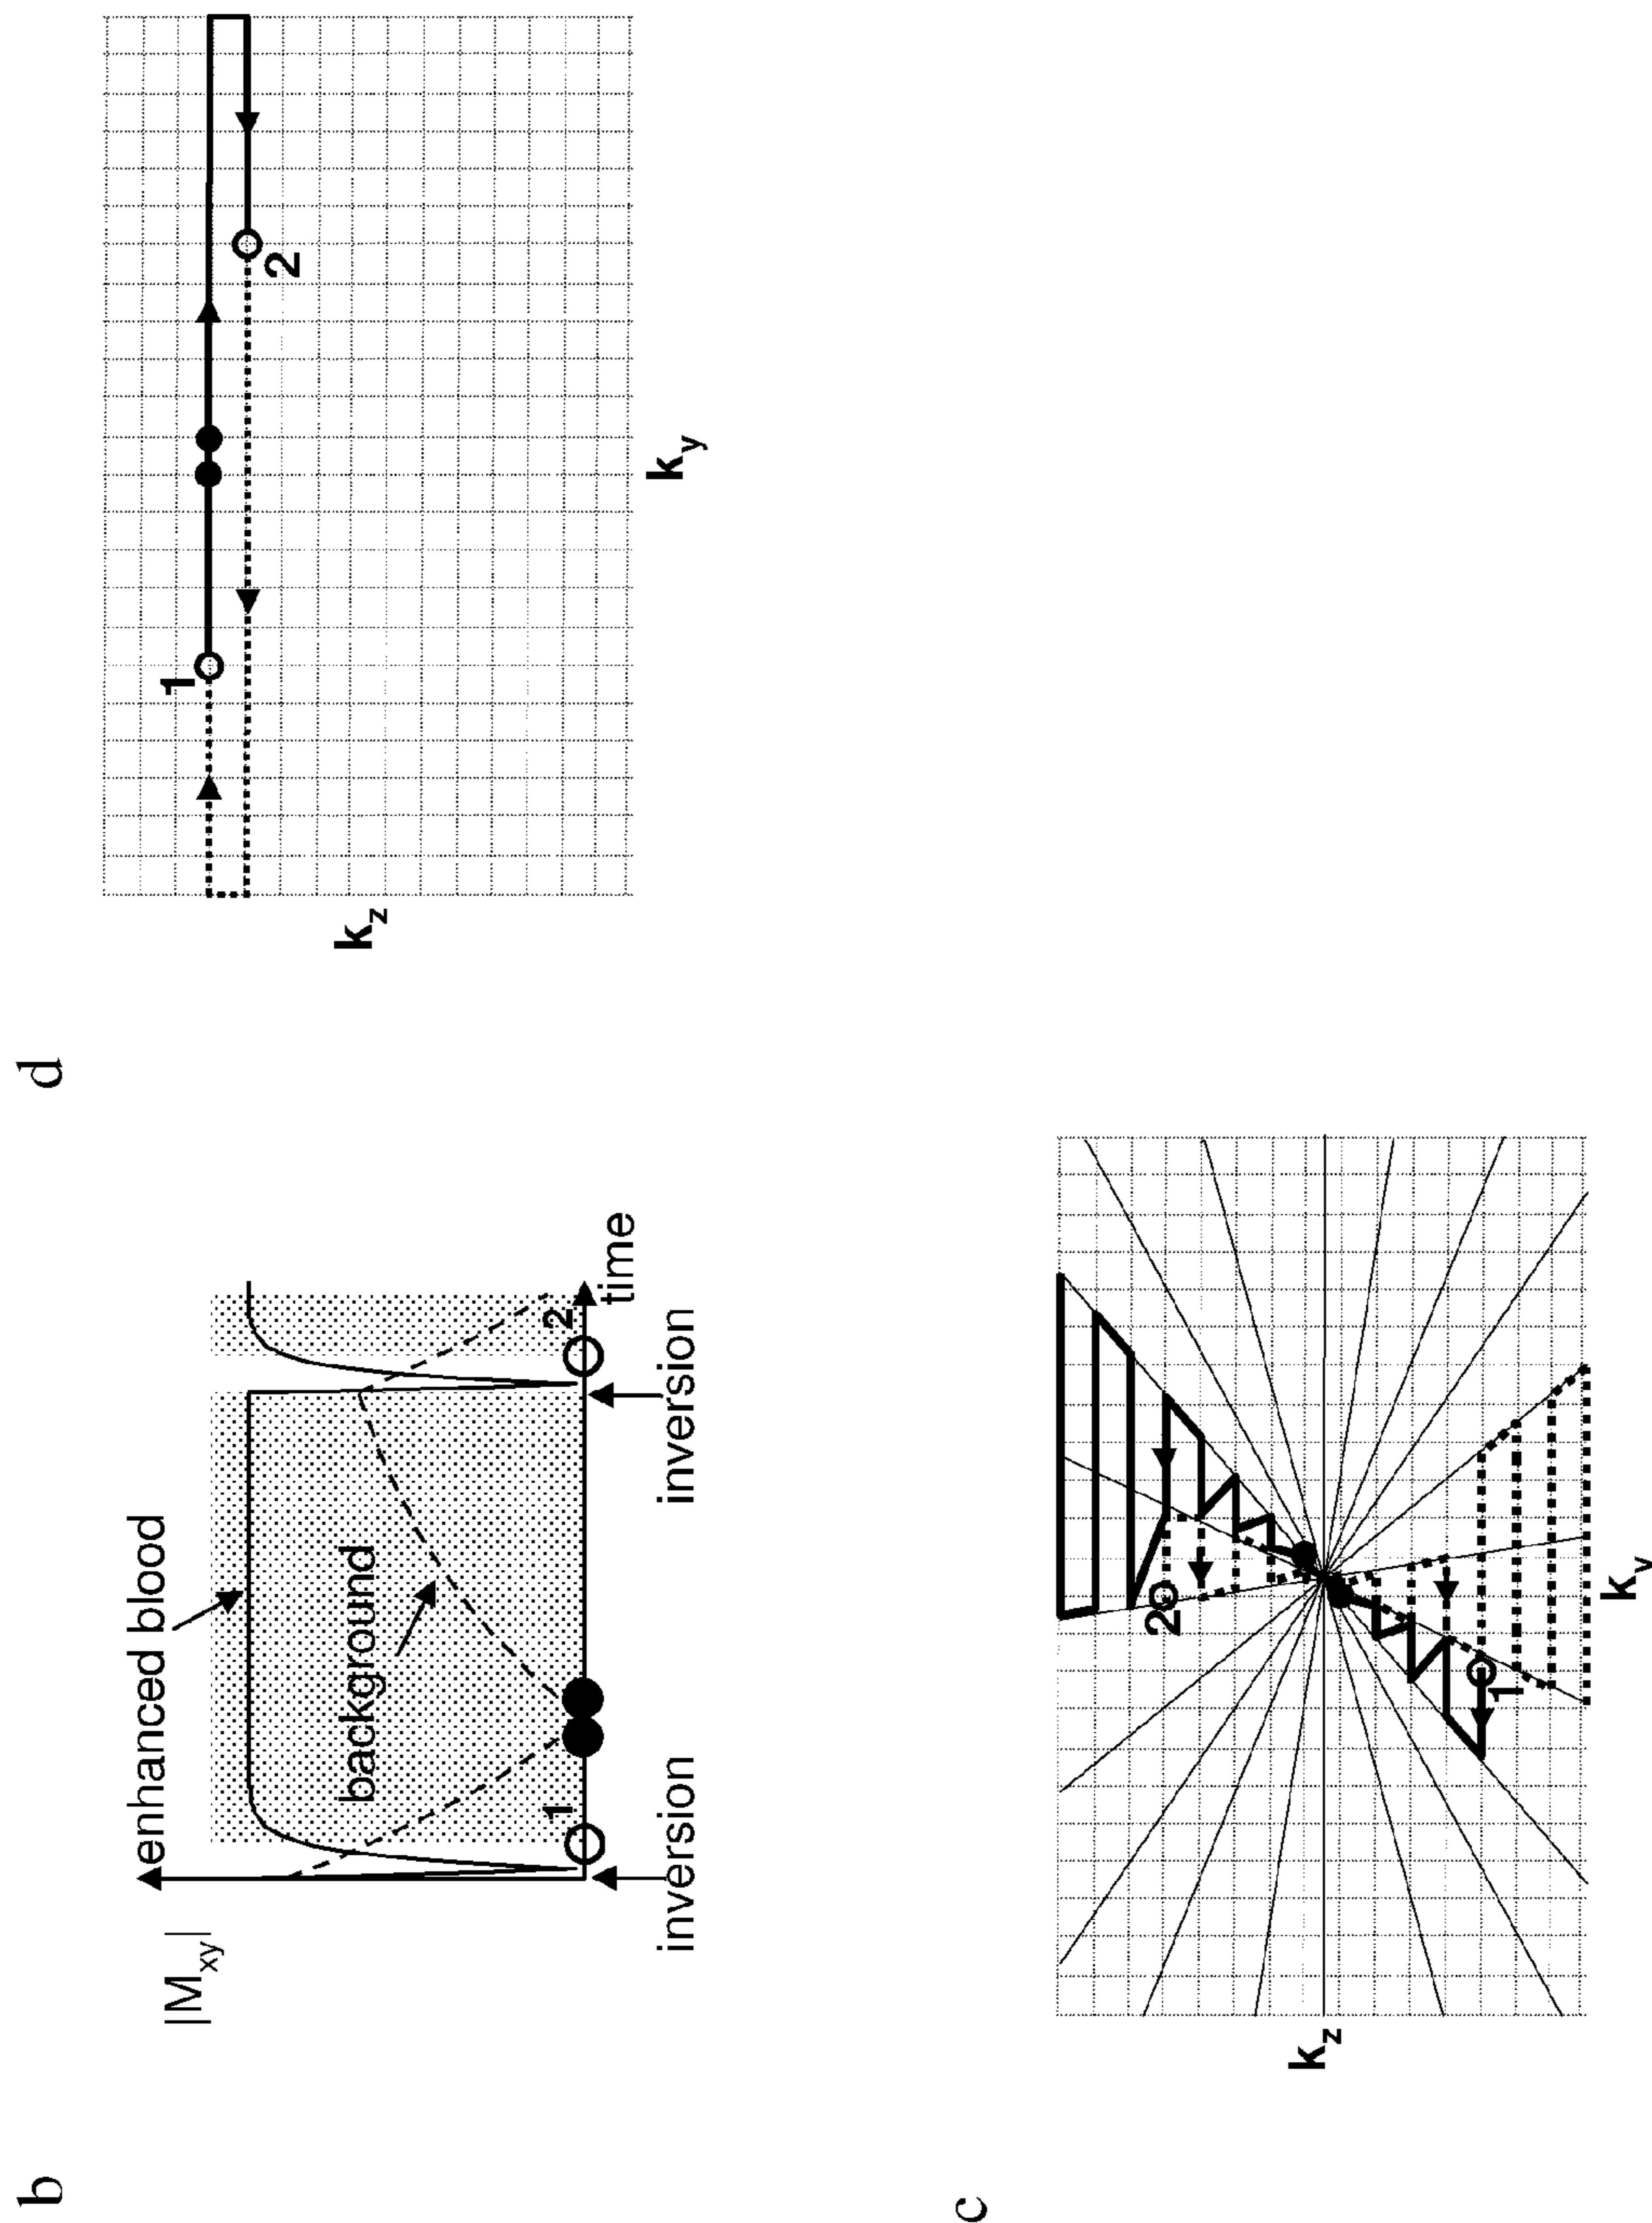 b
|Mxy|
enhanced blood
background
1
2
time
inversion
inversion
d
kz
1
2
ky
c
kz
2
1
ky